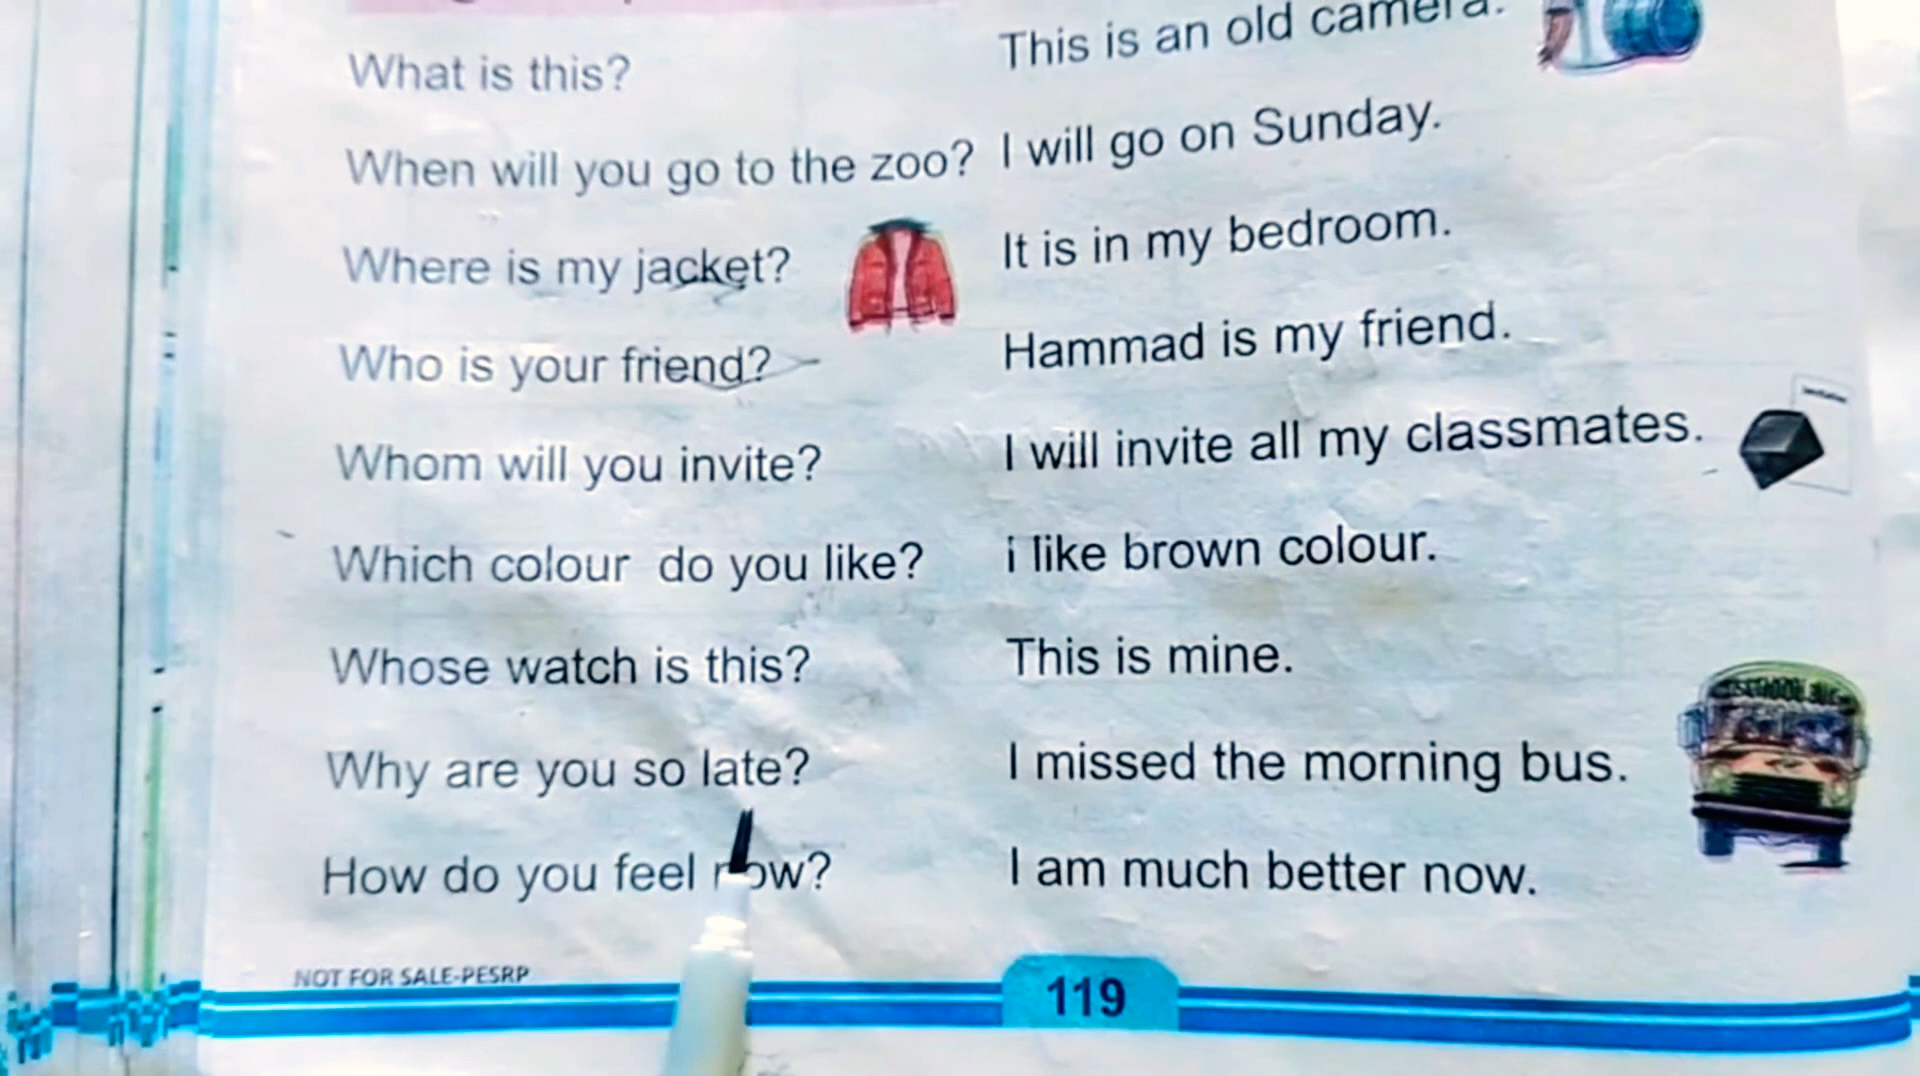 What is this? This is an old camera.
When will you go to the zoo? I will go on Sunday.
Where is my jacket? It is in my bedroom.
Who is your friend? Hammad is my friend.
Whom will you invite? I will invite all my classmates.
Which colour do you like? i like brown colour.
Whose watch is this? This is mine.
Why are you so late? I missed the morning bus.
How do you feel now? I am much better now.
NOT FOR SALE-PESRP
119